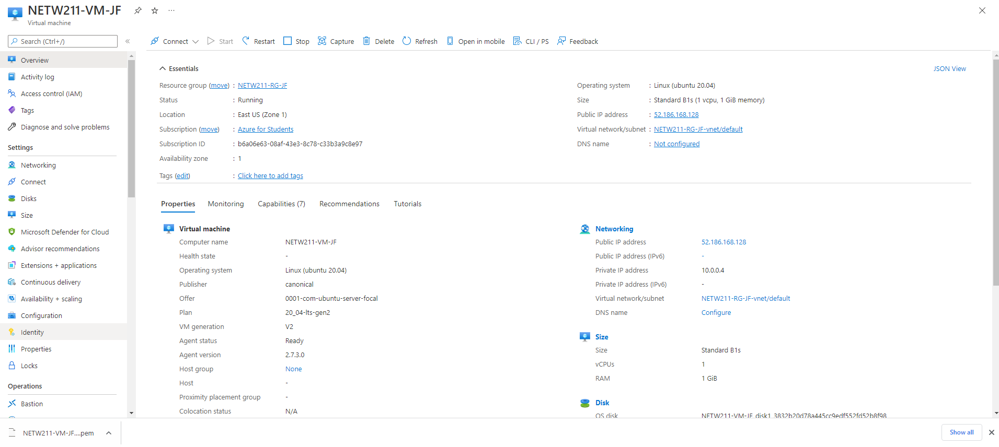 NETW211-VM-JF
Virtual machine
Search (Ctrl+/)
Overview
Activity log
Access control (IAM)
Tags
Diagnose and solve problems
Settings
Networking
Connect
Disks
Size
Microsoft Defender for Cloud
Advisor recommendations
Extensions + applications
Continuous delivery
Availability + scaling
Configuration
Identity
Properties
Locks
Operations
Bastion
Connect Start Restart Stop Capture Delete Refresh Open in mobile CLI / PS Feedback
Essentials
JSON View
Resource group (move) : NETW211-RG-JF
Status : Running
Location : East US (Zone 1)
Subscription (move) : Azure for Students
Subscription ID : b6a06e63-08af-43e3-8c78-c33b3a9c8e97
Availability zone : 1
Tags (edit) : Click here to add tags
Operating system : Linux (ubuntu 20.04)
Size : Standard B1s (1 vcpu, 1 GiB memory)
Public IP address : 52.186.168.128
Virtual network/subnet : NETW211-RG-JF-vnet/default
DNS name : Not configured
Properties Monitoring Capabilities (7) Recommendations Tutorials
Virtual machine
Computer name NETW211-VM-JF
Health state -
Operating system Linux (ubuntu 20.04)
Publisher canonical
Offer 0001-com-ubuntu-server-focal
Plan 20_04-lts-gen2
VM generation V2
Agent status Ready
Agent version 2.7.3.0
Host group None
Host -
Proximity placement group -
Colocation status N/A
Networking
Public IP address 52.186.168.128
Public IP address (IPv6) -
Private IP address 10.0.0.4
Private IP address (IPv6) -
Virtual network/subnet NETW211-RG-JF-vnet/default
DNS name Configure
Size
Size Standard B1s
vCPUs 1
RAM 1 GiB
Disk
OS disk NETW211-VM-JF_disk1_3832b20d78a445cc9edf552fd52b8f98
NETW211-VM-JF....pem
Show all